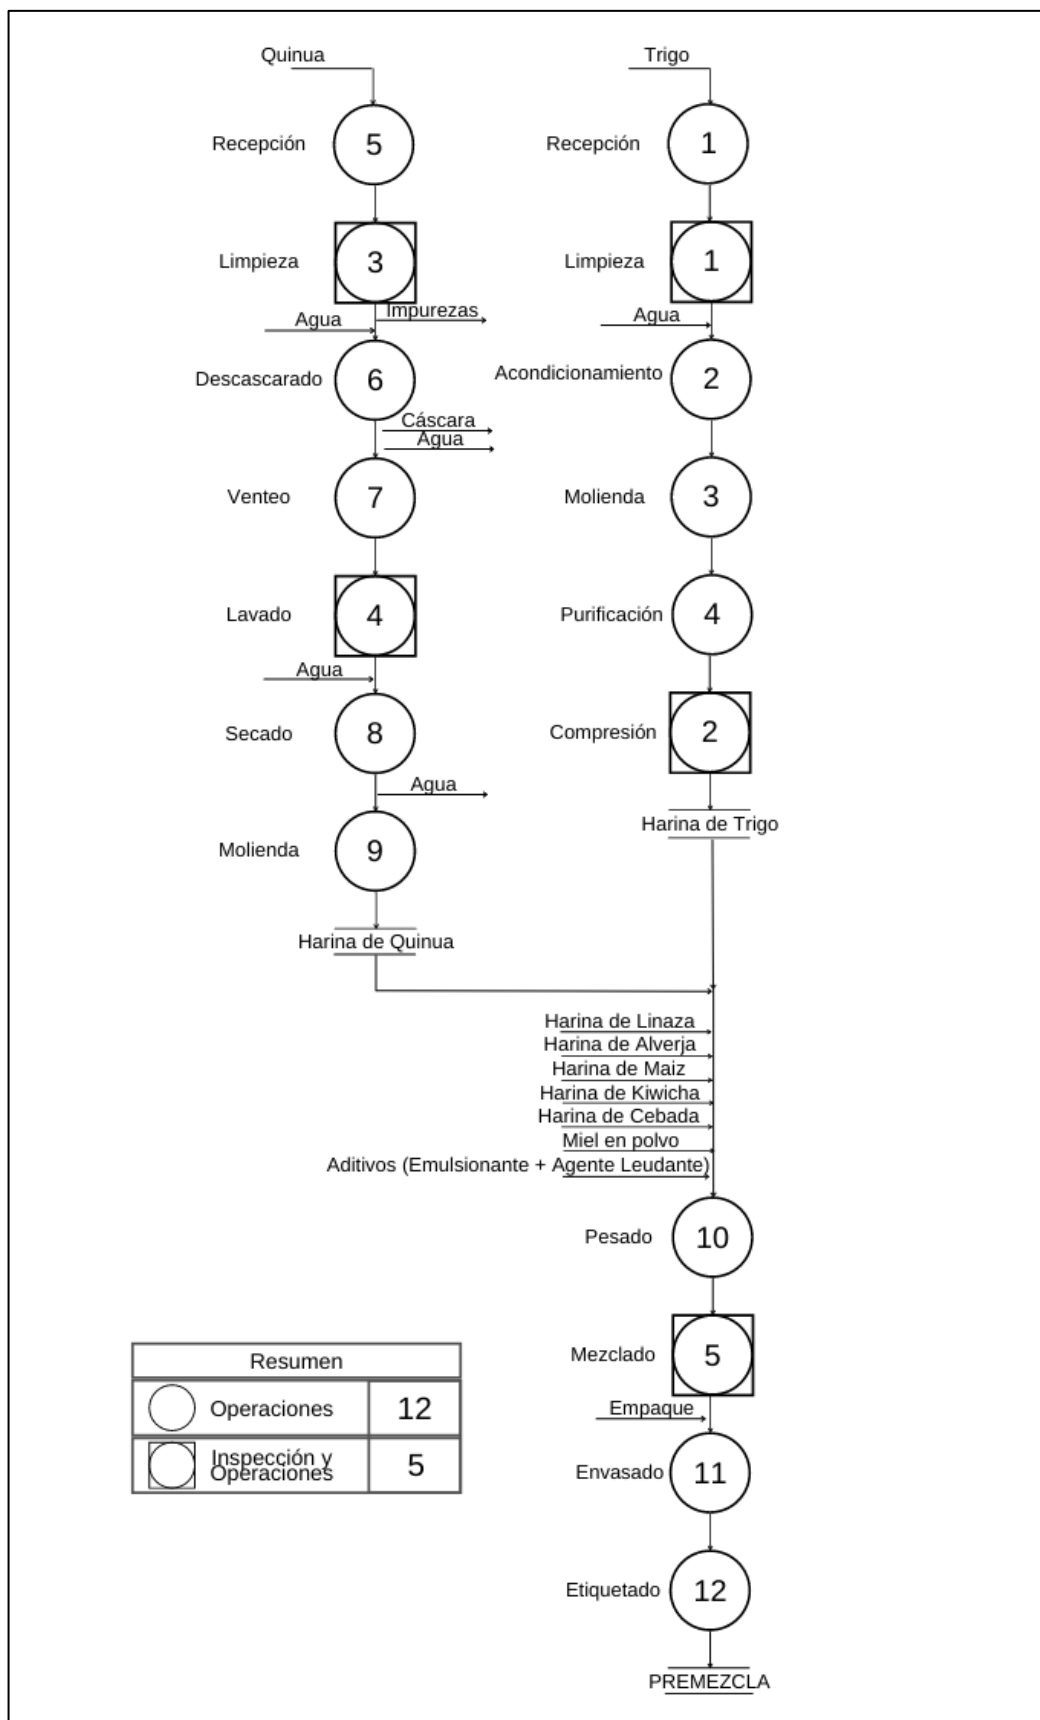 Quinua
Trigo
Recepción
5
Recepción
1
Limpieza
3
Limpieza
1
Impurezas
Agua
Agua
Descascarado
6
Acondicionamiento
2
Cáscara
Agua
Venteo
7
Molienda
3
Lavado
4
Purificación
4
Agua
Secado
8
Compresión
2
Agua
Harina de Trigo
Molienda
9
Harina de Quinua
Harina de Linaza
Harina de Alverja
Harina de Maiz
Harina de Kiwicha
Harina de Cebada
Miel en polvo
Aditivos (Emulsionante + Agente Leudante)
Pesado
10
Mezclado
5
Empaque
Envasado
11
Etiquetado
12
PREMEZCLA
Resumen
Operaciones
12
Inspección y
Operaciones
5